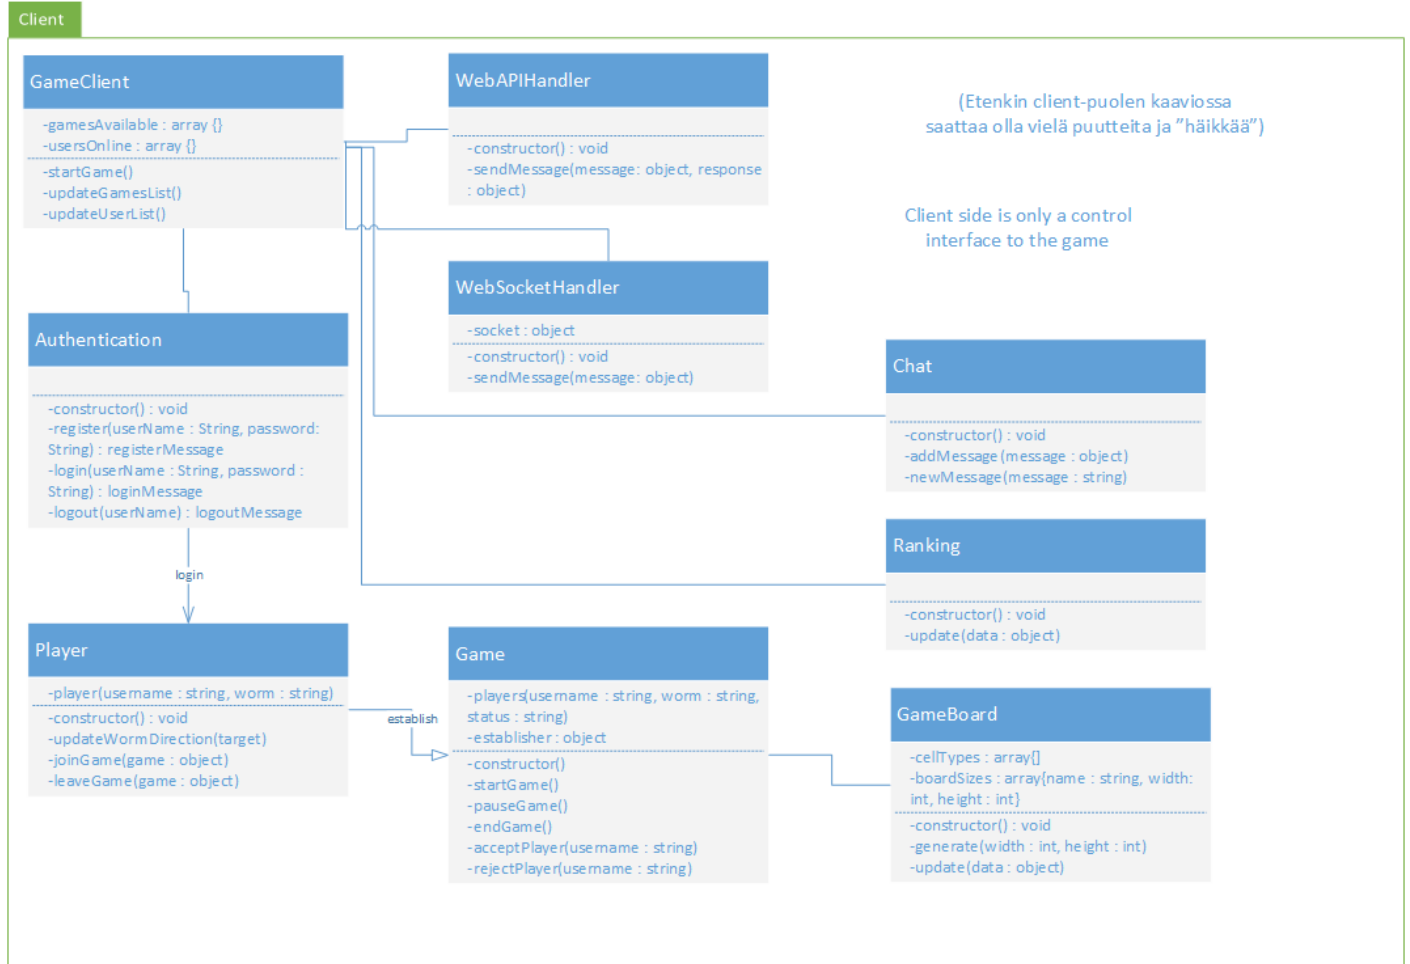 Client
GameClient
-gamesAvailable : array {}
-usersOnline : array {}
-startGame()
-updateGamesList()
-updateUserList()
WebAPIHandler
-constructor() : void
-sendMessage(message: object, response
: object)
(Etenkin client-puolen kaaviossa
saattaa olla vielä puutteita ja ”häikkää”)
Client side is only a control
interface to the game
WebSocketHandler
-socket : object
-constructor() : void
-sendMessage(message: object)
Authentication
-constructor() : void
-register(userName : String, password:
String) : registerMessage
-login(userName : String, password :
String) : loginMessage
-logout(userName) : logoutMessage
Chat
-constructor() : void
-addMessage(message : object)
-newMessage(message : string)
Ranking
-constructor() : void
-update(data : object)
login
Player
-player(username : string, worm : string)
-constructor() : void
-updateWormDirection(target)
-joinGame(game : object)
-leaveGame(game : object)
establish
Game
-players(username : string, worm : string,
status : string)
-establisher : object
-constructor()
-startGame()
-pauseGame()
-endGame()
-acceptPlayer(username : string)
-rejectPlayer(username : string)
GameBoard
-cellTypes : array[]
-boardSizes : array{name : string, width:
int, height : int}
-constructor() : void
-generate(width : int, height : int)
-update(data : object)